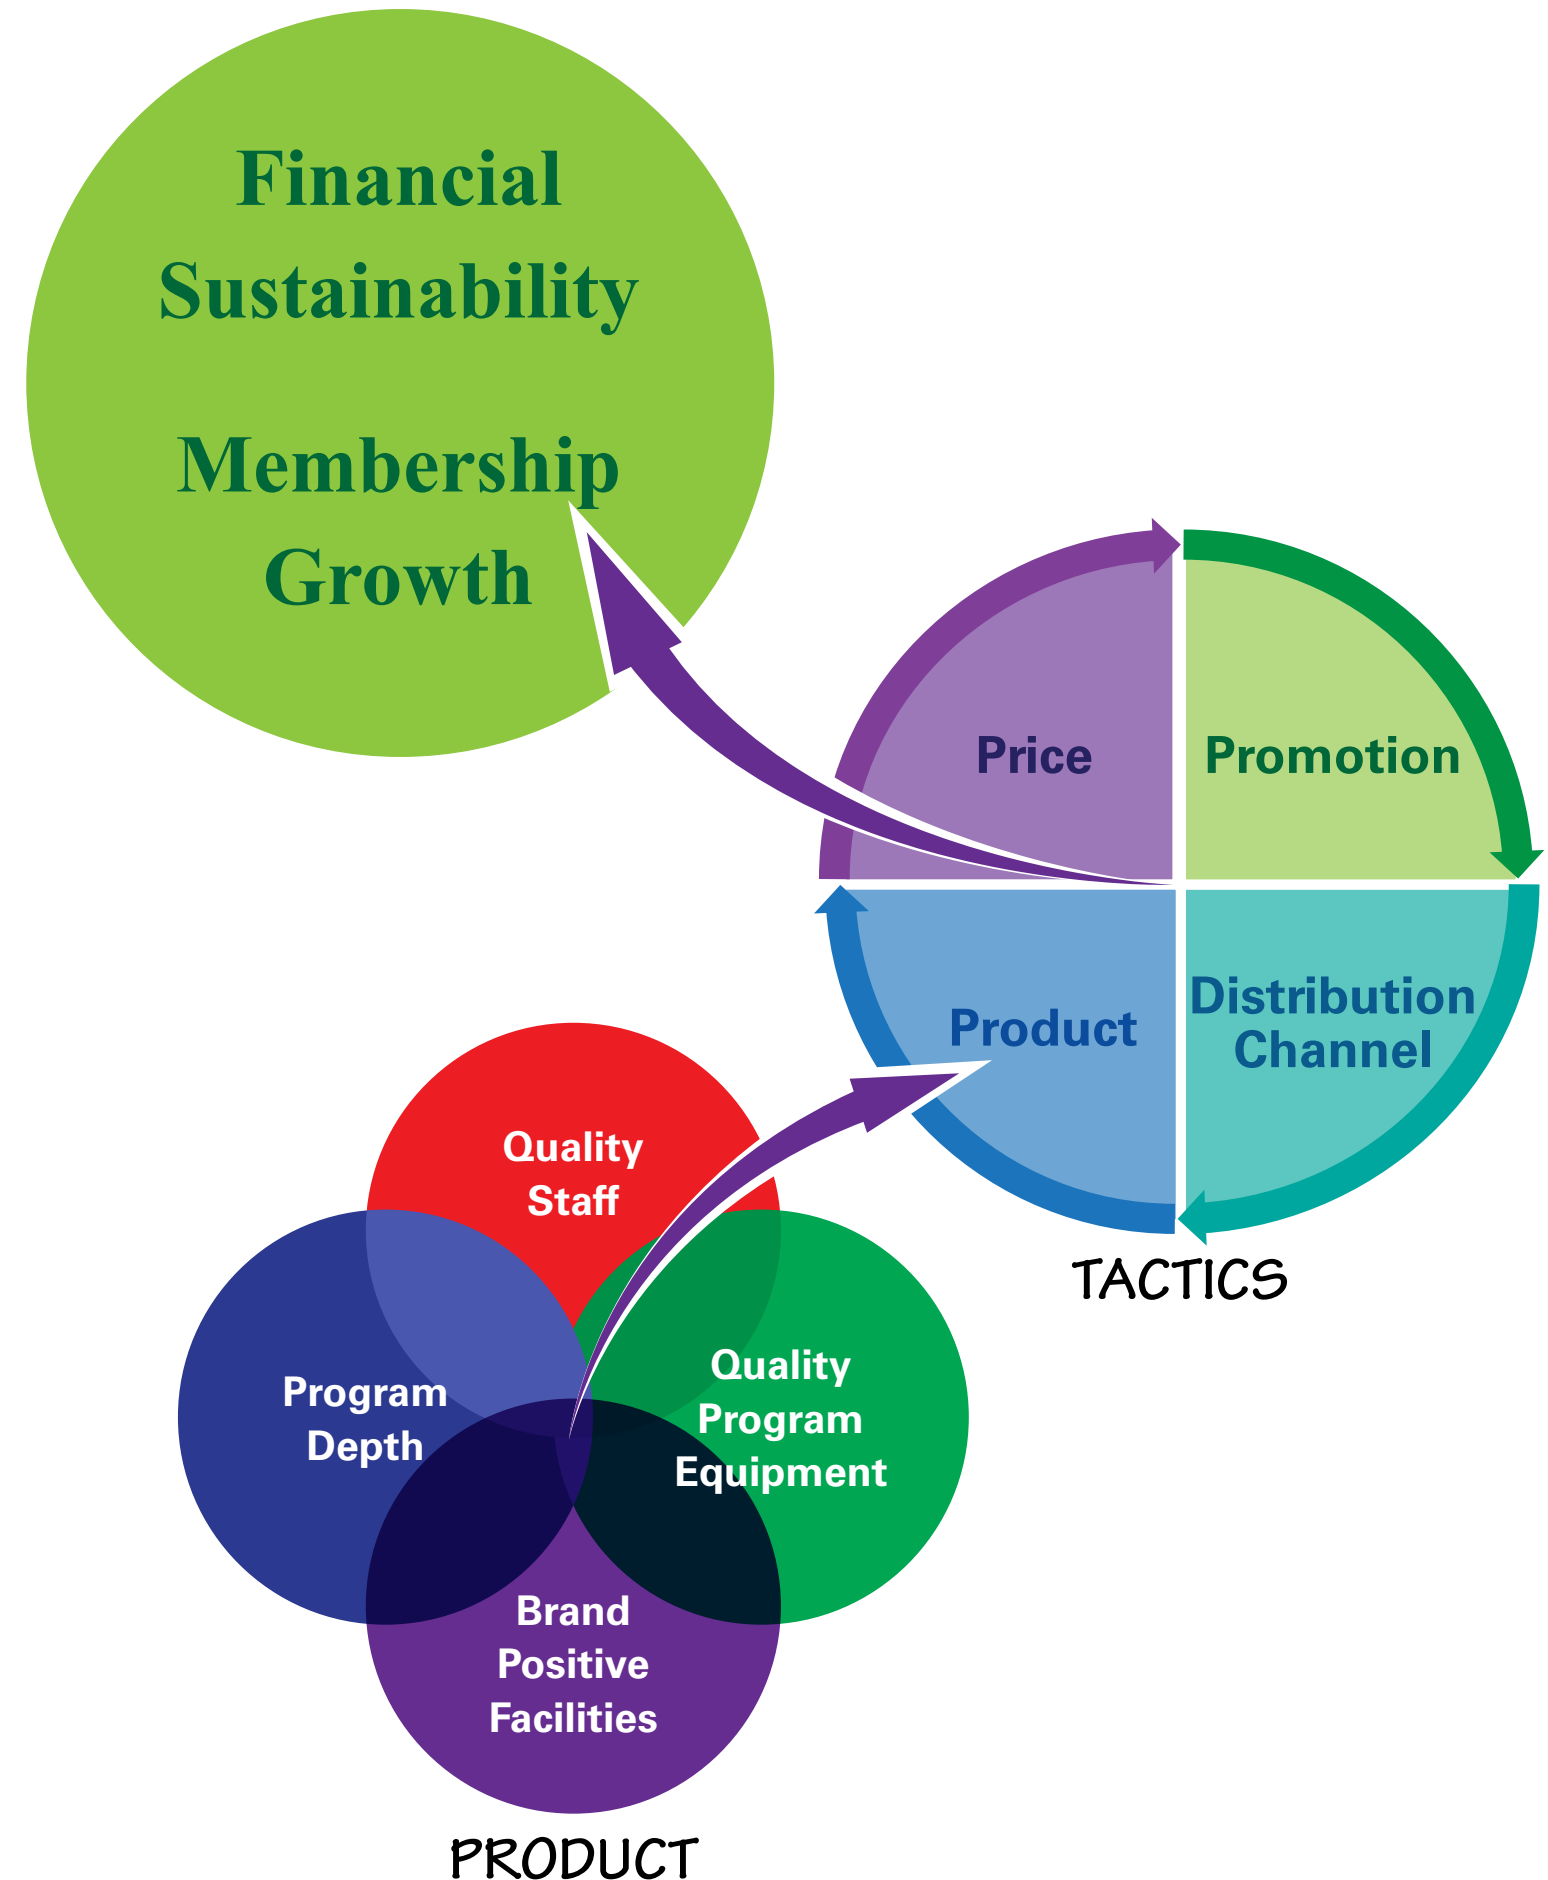 Financial
Sustainability
Membership
Growth
Price
Promotion
Product
Distribution
Channel
TACTICS
Quality
Staff
Program
Depth
Quality
Program
Equipment
Brand
Positive
Facilities
PRODUCT